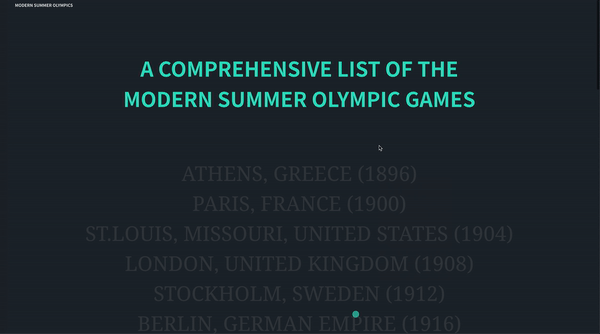 MODERN SUMMER OLYMPICS
A COMPREHENSIVE LIST OF THE
MODERN SUMMER OLYMPIC GAMES
ATHENS, GREECE (1896)
PARIS, FRANCE (1900)
ST.LOUIS, MISSOURI, UNITED STATES (1904)
LONDON, UNITED KINGDOM (1908)
STOCKHOLM, SWEDEN (1912)
BERLIN, GERMAN EMPIRE (1916)